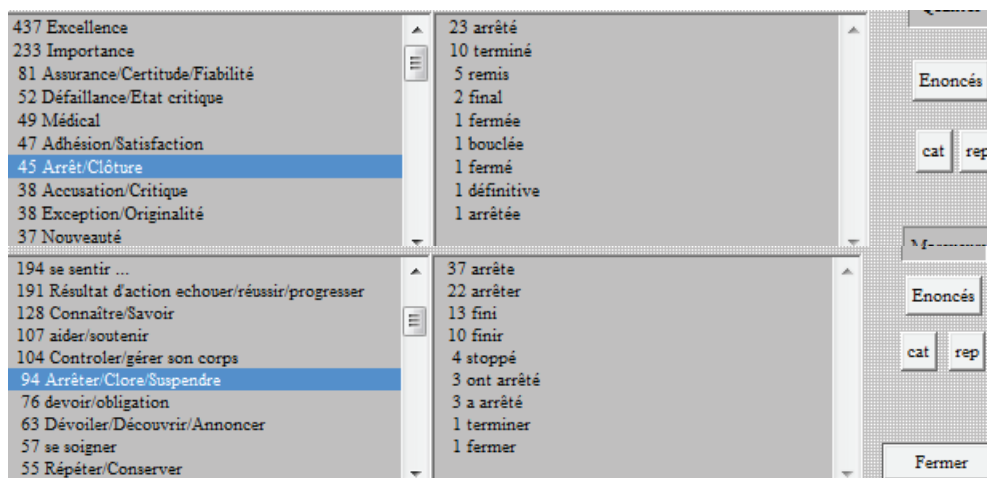 437 Excellence
233 Importance
81 Assurance/Certitude/Fiabilité
52 Défaillance/Etat critique
49 Médical
47 Adhésion/Satisfaction
45 Arrêt/Clôture
38 Accusation/Critique
38 Exception/Originalité
37 Nouveauté
23 arrêté
10 terminé
5 remis
2 final
1 fermée
1 bouclée
1 fermé
1 définitive
1 arrêtée
Enoncés
cat rep
194 se sentir ...
191 Résultat d'action echouer/réussir/progresser
128 Connaître/Savoir
107 aider/soutenir
104 Controler/gérer son corps
94 Arrêter/Clore/Suspendre
76 devoir/obligation
63 Dévoiler/Découvrir/Annoncer
57 se soigner
55 Répéter/Conserver
37 arrête
22 arrêter
13 fini
10 finir
4 stoppé
3 ont arrêté
3 a arrêté
1 terminer
1 fermer
Enoncés
cat rep
Fermer